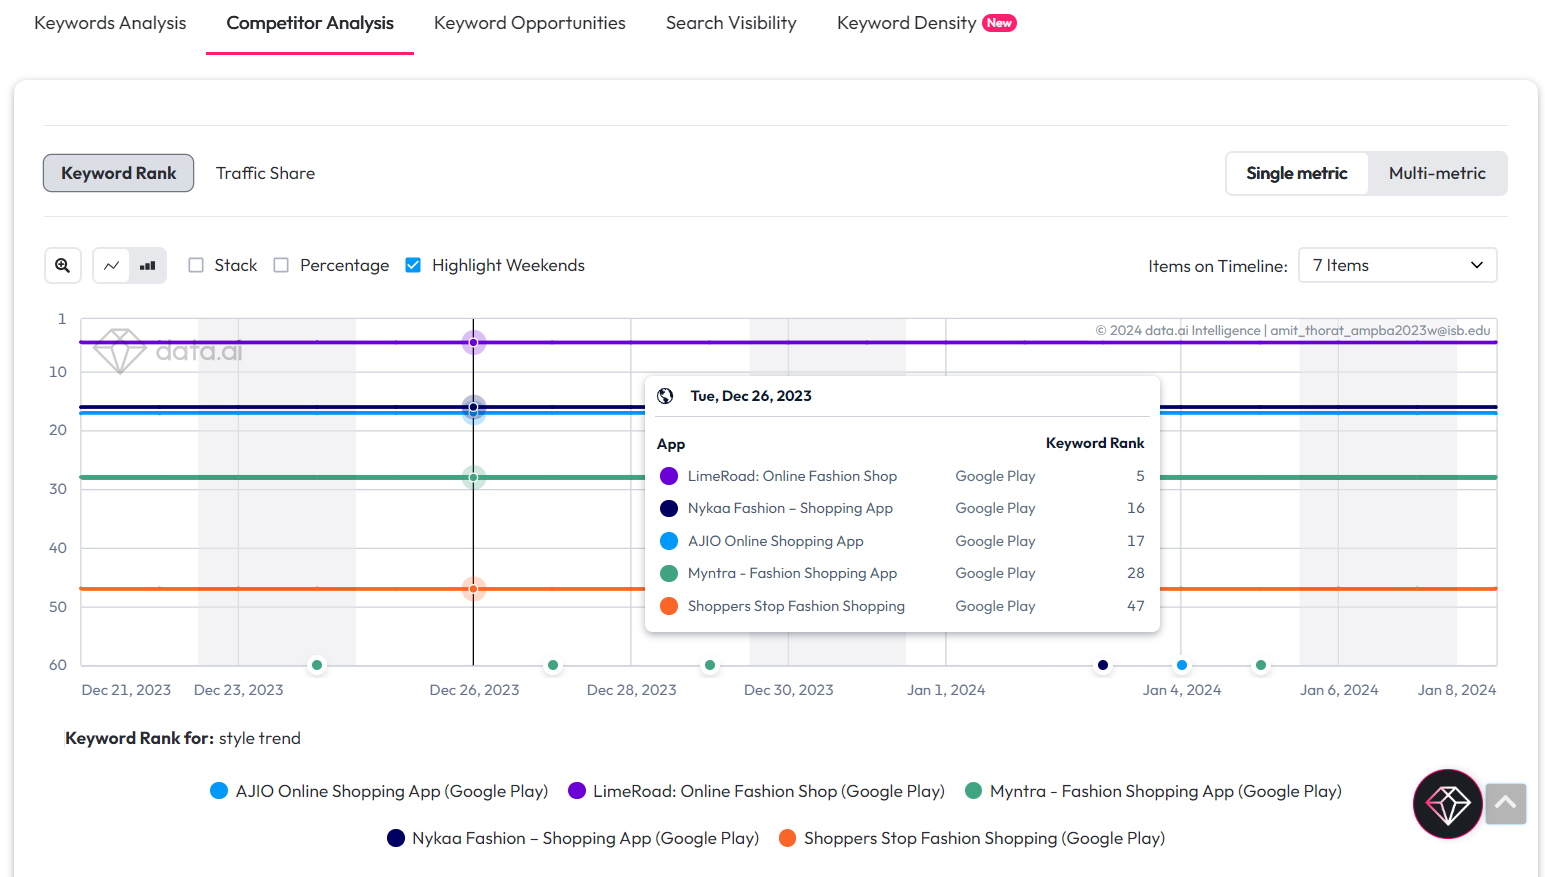 Keywords Analysis Competitor Analysis Keyword Opportunities Search Visibility Keyword Density New
Keyword Rank Traffic Share Single metric Multi-metric
Stack Percentage Highlight Weekends Items on Timeline: 7 Items
© 2024 data.ai Intelligence | amit_thorat_ampba2023w@isb.edu
data.ai
1
10
20
30
40
50
60
Tue, Dec 26, 2023
App Keyword Rank
LimeRoad: Online Fashion Shop Google Play 5
Nykaa Fashion – Shopping App Google Play 16
AJIO Online Shopping App Google Play 17
Myntra - Fashion Shopping App Google Play 28
Shoppers Stop Fashion Shopping Google Play 47
Dec 21, 2023 Dec 23, 2023 Dec 26, 2023 Dec 28, 2023 Dec 30, 2023 Jan 1, 2024 Jan 4, 2024 Jan 6, 2024 Jan 8, 2024
Keyword Rank for: style trend
AJIO Online Shopping App (Google Play) LimeRoad: Online Fashion Shop (Google Play) Myntra - Fashion Shopping App (Google Play)
Nykaa Fashion – Shopping App (Google Play) Shoppers Stop Fashion Shopping (Google Play)